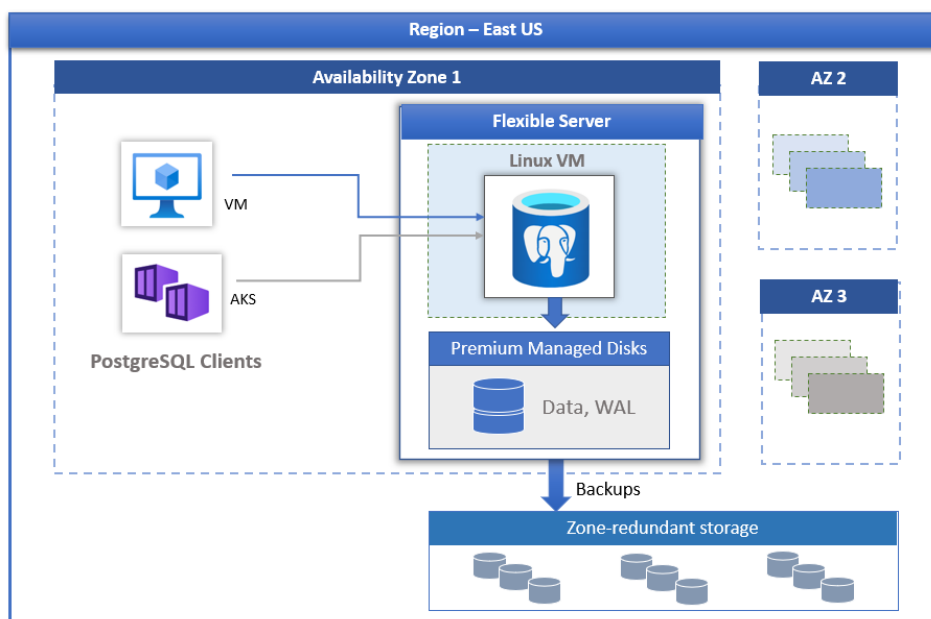 Region – East US
Availability Zone 1
AZ 2
Flexible Server
Linux VM
VM
AKS
PostgreSQL Clients
AZ 3
Premium Managed Disks
Data, WAL
Backups
Zone-redundant storage